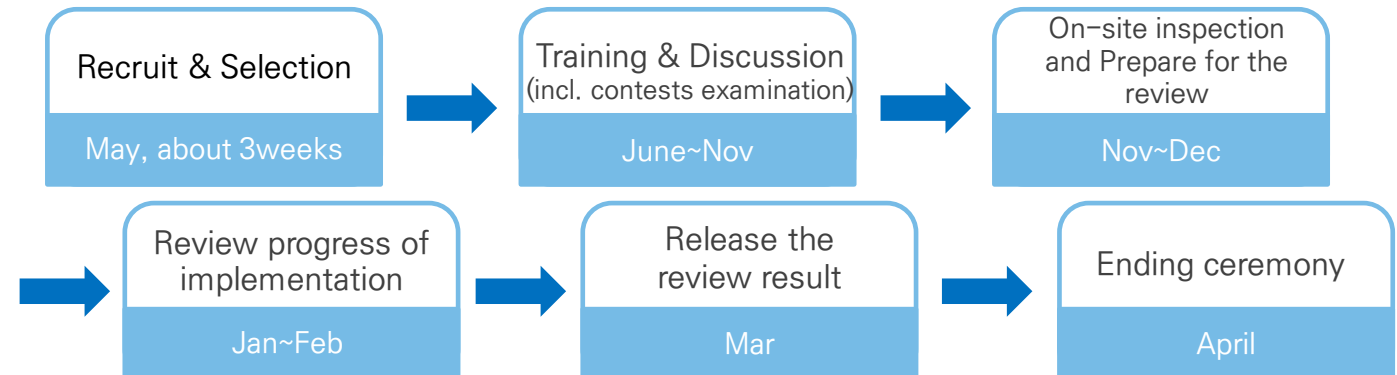 Recruit & Selection
May, about 3weeks
Training & Discussion
(incl. contests examination)
June~Nov
On-site inspection
and Prepare for the
review
Nov~Dec
Review progress of
implementation
Jan~Feb
Release the
review result
Mar
Ending ceremony
April